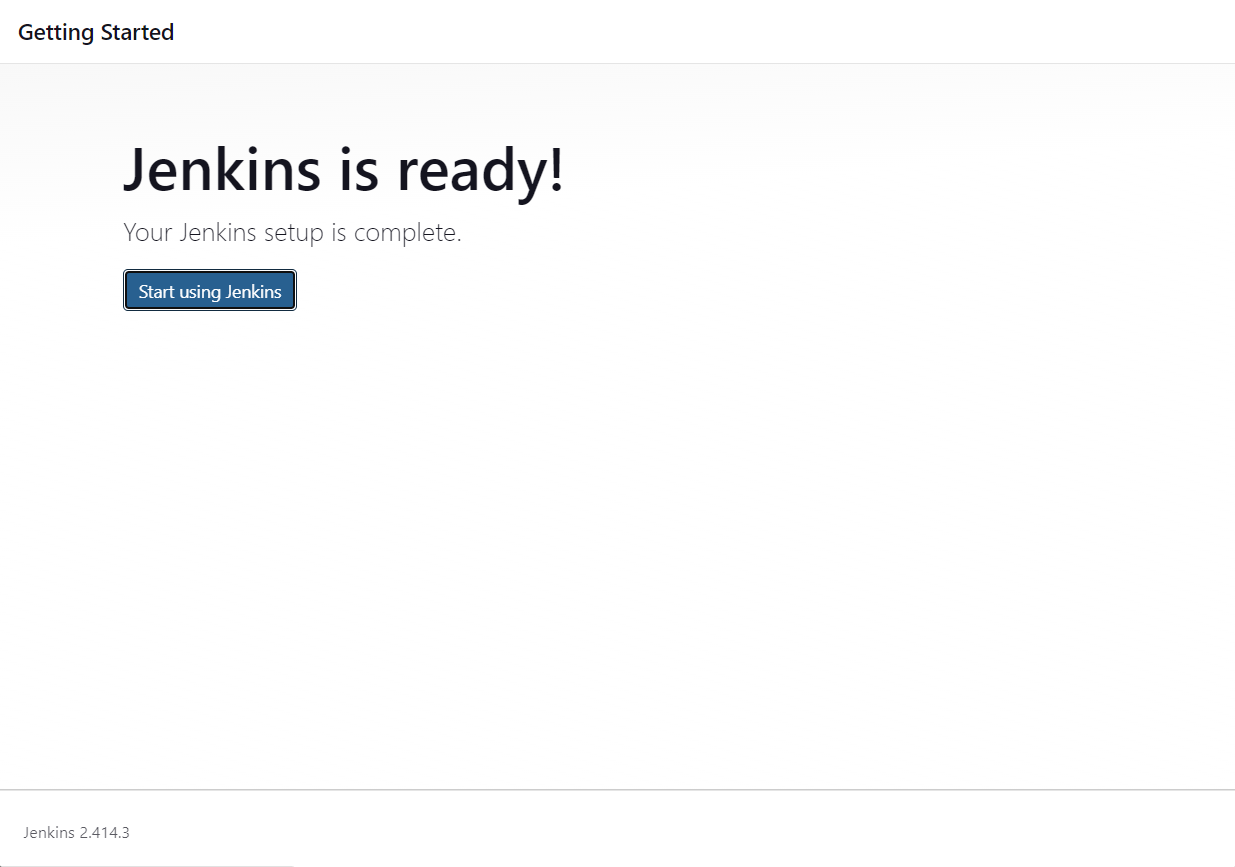 Getting Started
Jenkins is ready!
Your Jenkins setup is complete.
Start using Jenkins
Jenkins 2.414.3